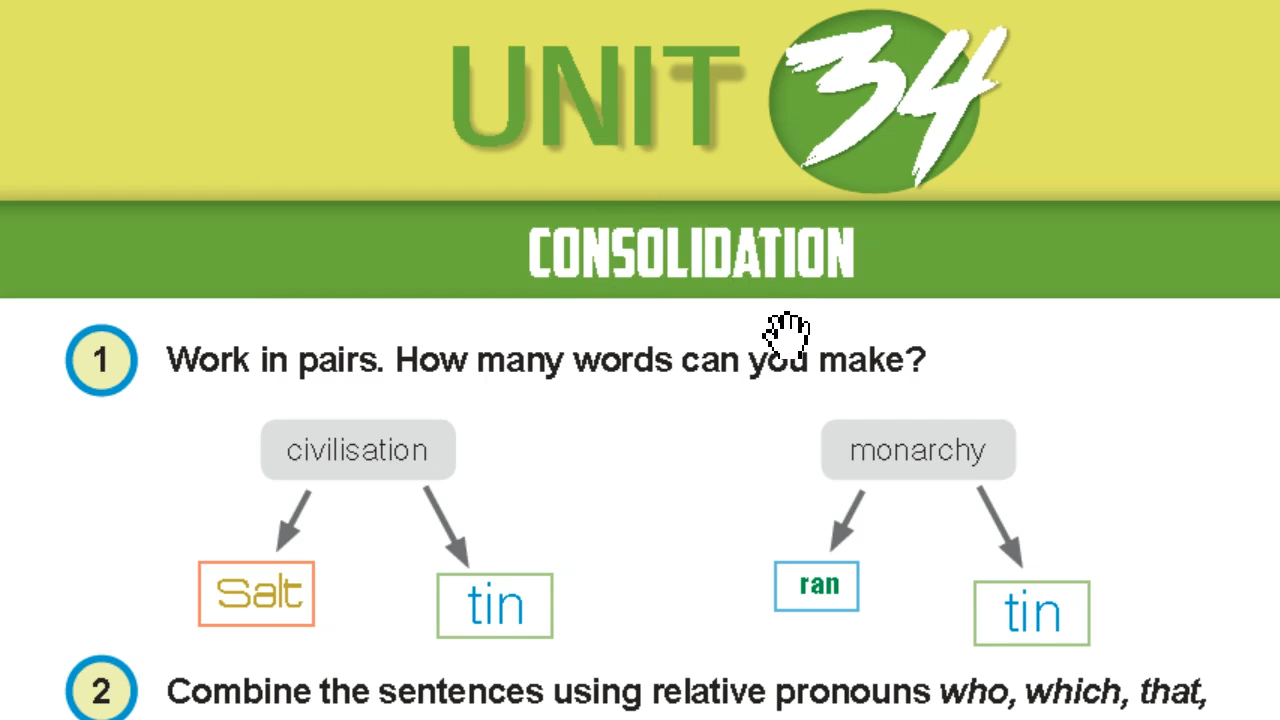 UNIT 34
CONSOLIDATION
1 Work in pairs. How many words can you make?
civilisation monarchy
Salt tin ran tin
2 Combine the sentences using relative pronouns who, which, that,